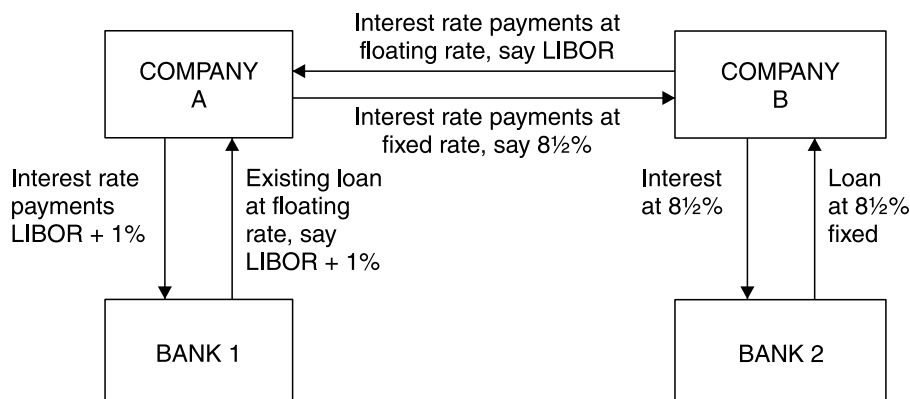 Interest rate payments at
floating rate, say LIBOR
COMPANY
A
COMPANY
B
Interest rate payments at
fixed rate, say 8½%
Interest rate
payments
LIBOR + 1%
Existing loan
at floating
rate, say
LIBOR + 1%
Interest
at 8½%
Loan
at 8½%
fixed
BANK 1
BANK 2